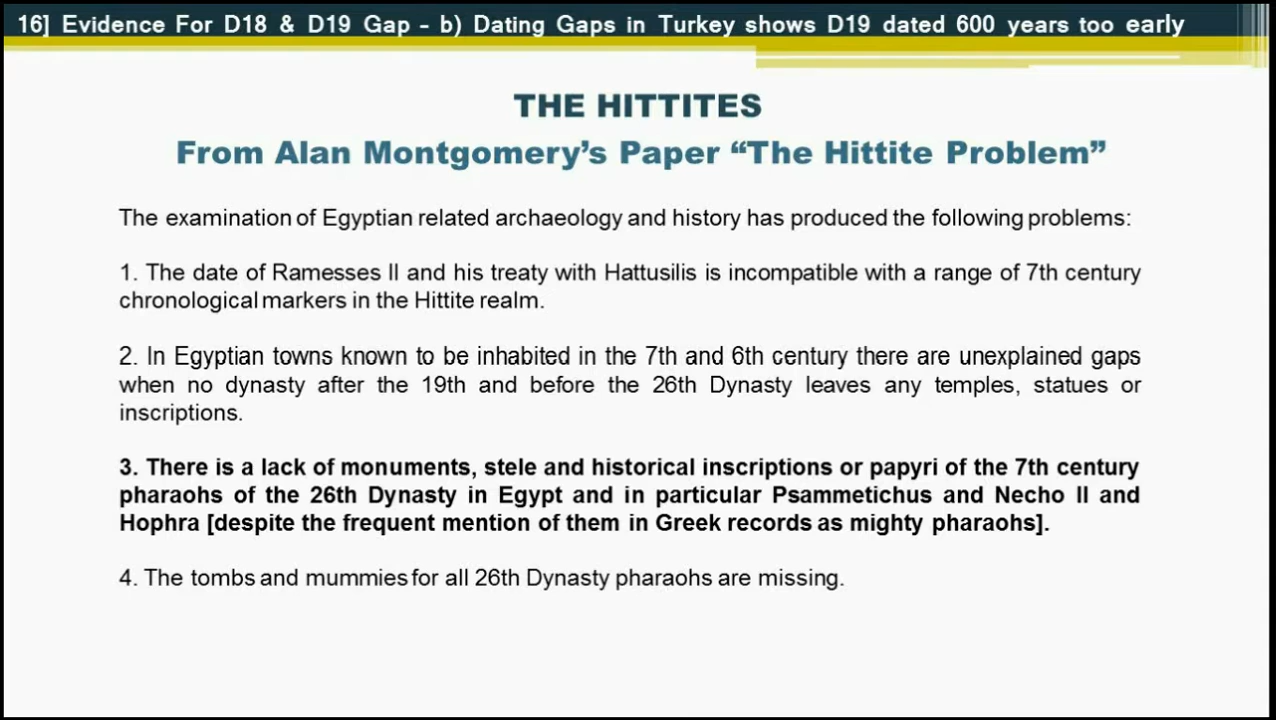 16] Evidence For D18 & D19 Gap – b) Dating Gaps in Turkey shows D19 dated 600 years too early
THE HITTITES
From Alan Montgomery’s Paper “The Hittite Problem”
The examination of Egyptian related archaeology and history has produced the following problems:
1. The date of Ramesses II and his treaty with Hattusilis is incompatible with a range of 7th century
chronological markers in the Hittite realm.
2. In Egyptian towns known to be inhabited in the 7th and 6th century there are unexplained gaps
when no dynasty after the 19th and before the 26th Dynasty leaves any temples, statues or
inscriptions.
3. There is a lack of monuments, stele and historical inscriptions or papyri of the 7th century
pharaohs of the 26th Dynasty in Egypt and in particular Psammetichus and Necho II and
Hophra [despite the frequent mention of them in Greek records as mighty pharaohs].
4. The tombs and mummies for all 26th Dynasty pharaohs are missing.